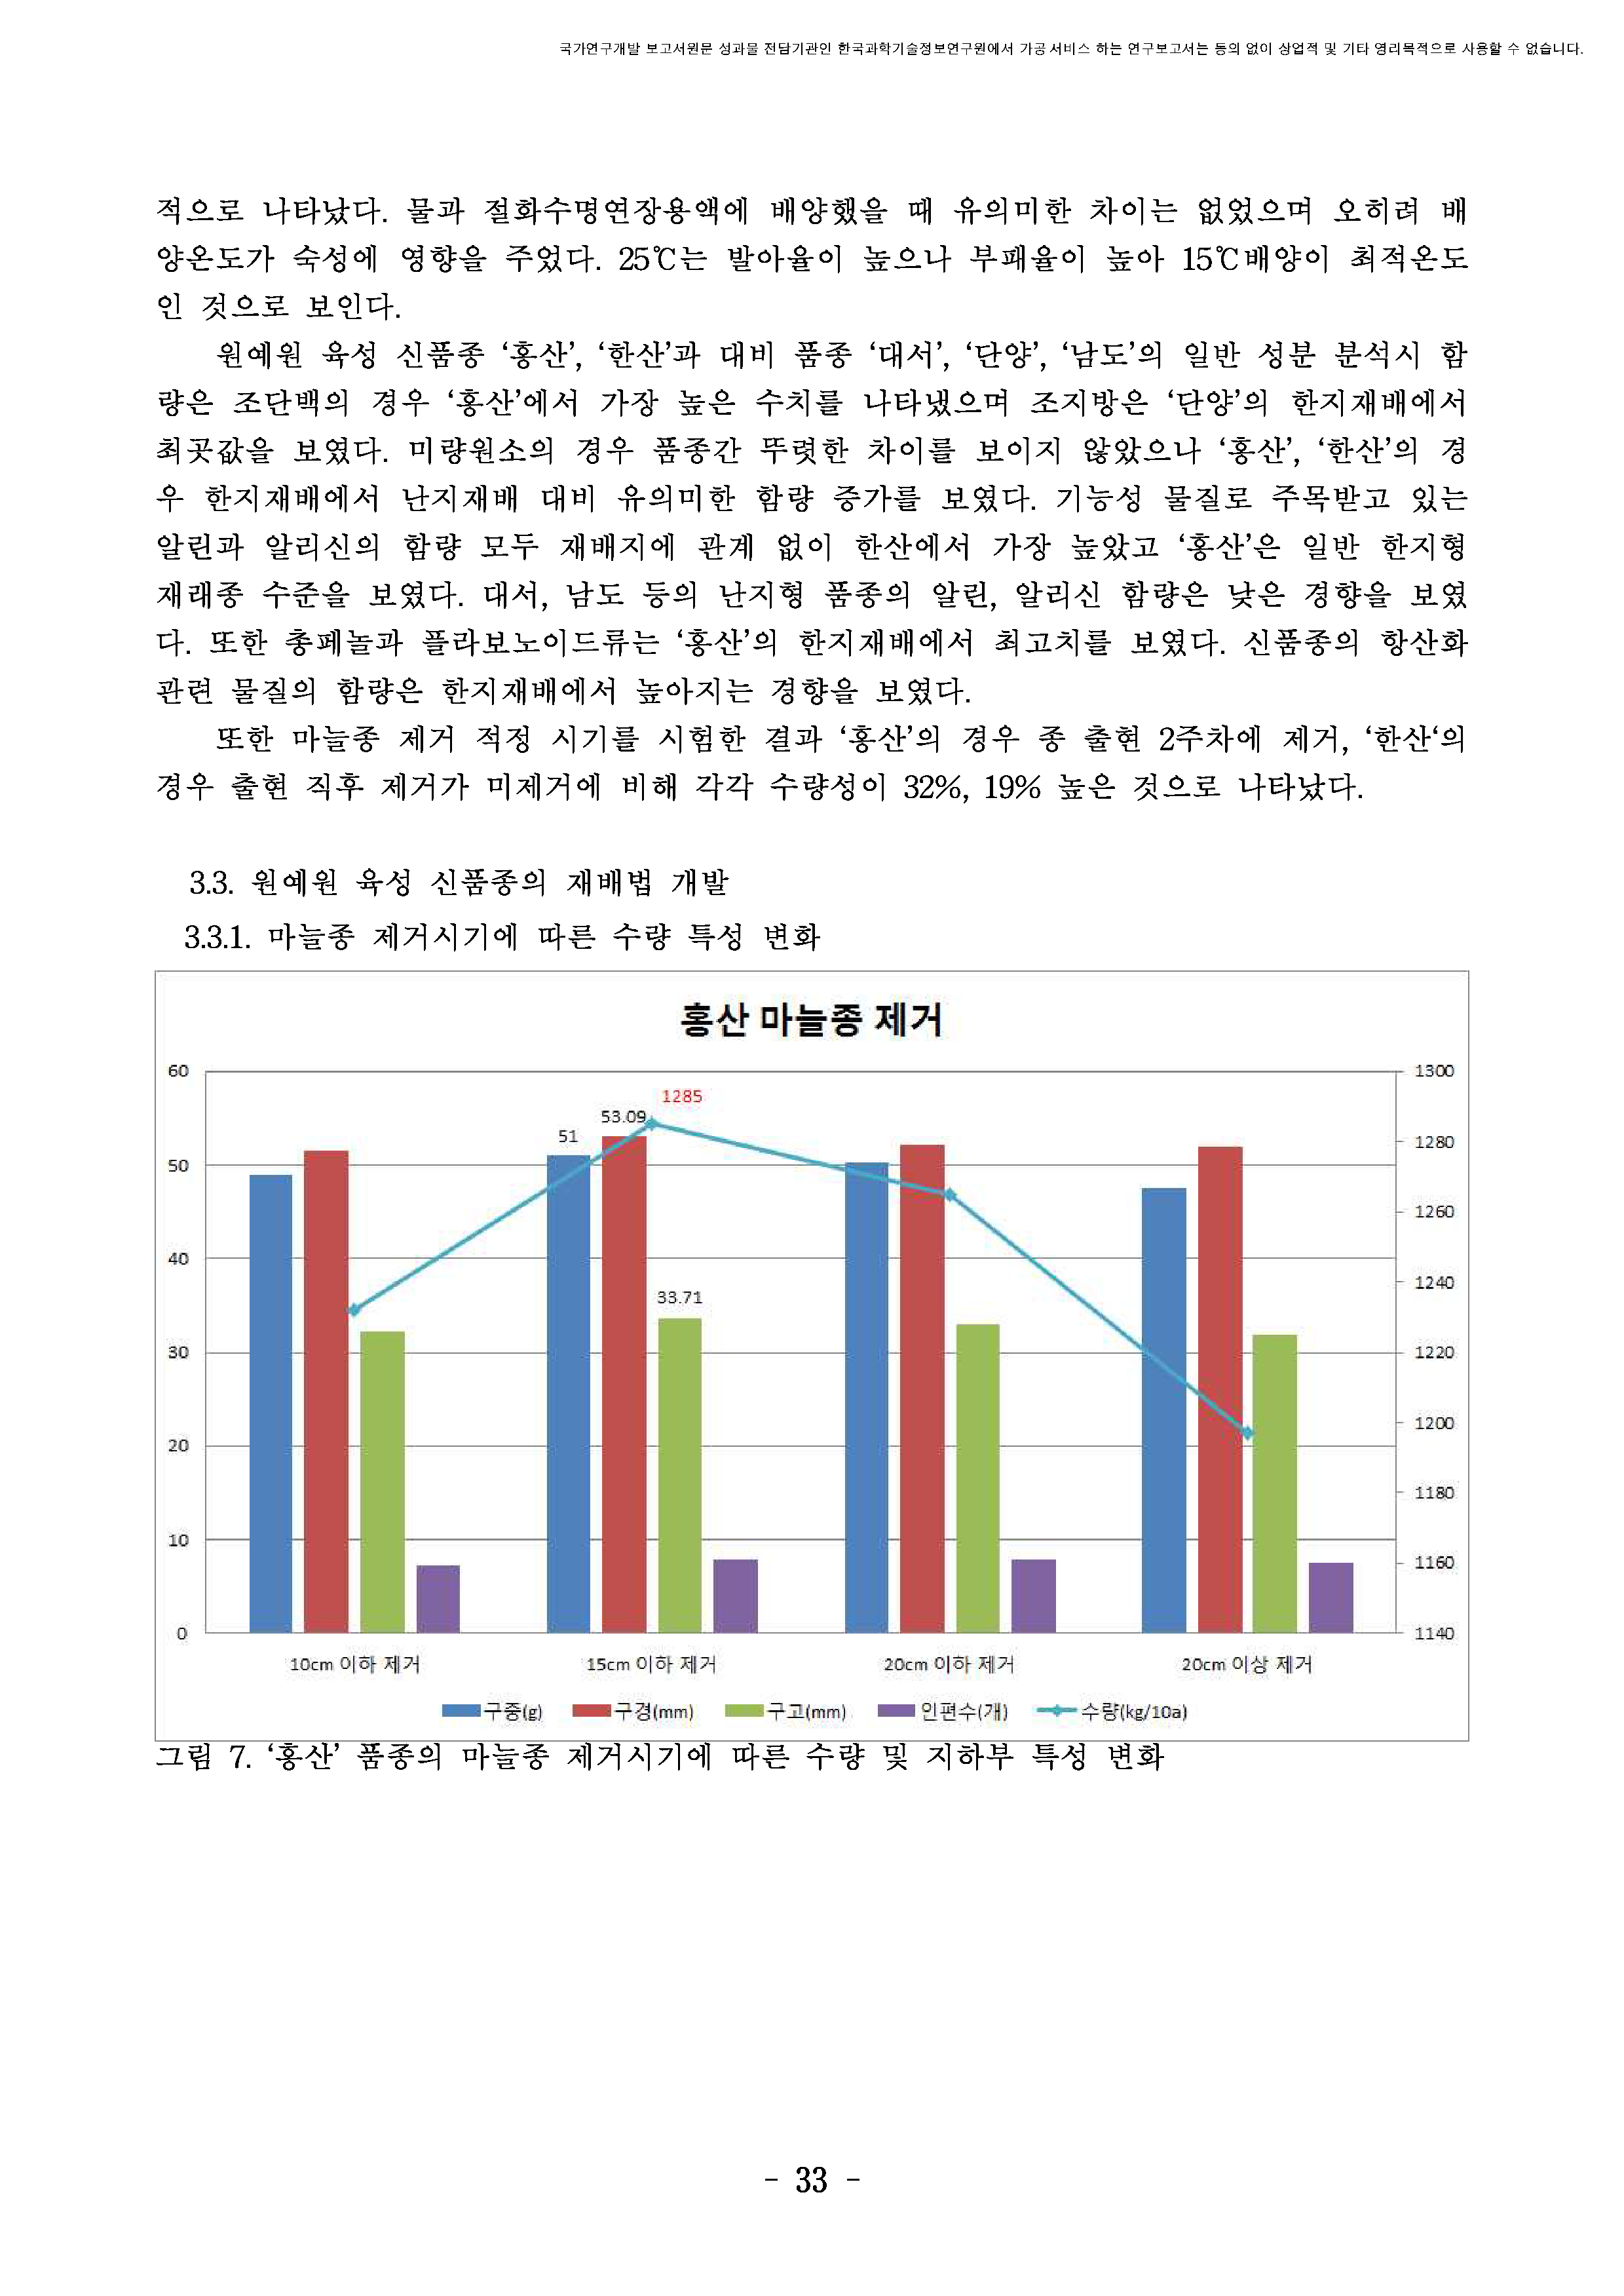 국가연구개발 보고서원문 성과물 전담기관인 한국과학기술정보연구원에서 가공·서비스 하는 연구보고서는 동의 없이 상업적 및 기타 영리목적으로 사용할 수 없습니다.
적으로 나타났다. 물과 절화수명연장용액에 배양했을 때 유의미한 차이는 없었으며 오히려 배
양온도가 숙성에 영향을 주었다. 25℃는 발아율이 높으나 부패율이 높아 15℃배양이 최적온도
인 것으로 보인다.
원예원 육성 신품종 ‘홍산’, ‘한산’과 대비 품종 ‘대서’, ‘단양’, ‘남도’의 일반 성분 분석시 함
량은 조단백의 경우 ‘홍산’에서 가장 높은 수치를 나타냈으며 조지방은 ‘단양’의 한지재배에서
최곳값을 보였다. 미량원소의 경우 품종간 뚜렷한 차이를 보이지 않았으나 ‘홍산’, ‘한산’의 경
우 한지재배에서 난지재배 대비 유의미한 함량 증가를 보였다. 기능성 물질로 주목받고 있는
알린과 알리신의 함량 모두 재배지에 관계 없이 한산에서 가장 높았고 ‘홍산’은 일반 한지형
재래종 수준을 보였다. 대서, 남도 등의 난지형 품종의 알린, 알리신 함량은 낮은 경향을 보였
다. 또한 총페놀과 플라보노이드류는 ‘홍산’의 한지재배에서 최고치를 보였다. 신품종의 항산화
관련 물질의 함량은 한지재배에서 높아지는 경향을 보였다.
또한 마늘종 제거 적정 시기를 시험한 결과 ‘홍산’의 경우 종 출현 2주차에 제거, ‘한산‘의
경우 출현 직후 제거가 미제거에 비해 각각 수량성이 32%, 19% 높은 것으로 나타났다.
3.3. 원예원 육성 신품종의 재배법 개발
3.3.1. 마늘종 제거시기에 따른 수량 특성 변화
홍산 마늘종 제거
60 1300
1285
53.09
51 1280
50
1260
40
1240
33.71
30 1220
1200
20
1180
10
1160
0 1140
10cm 이하 제거 15cm 이하 제거 20cm 이하 제거 20cm 이상 제거
구중(g) 구경(mm) 구고(mm) 인편수(개) 수량(kg/10a)
그림 7. ‘홍산’ 품종의 마늘종 제거시기에 따른 수량 및 지하부 특성 변화
- 33 -